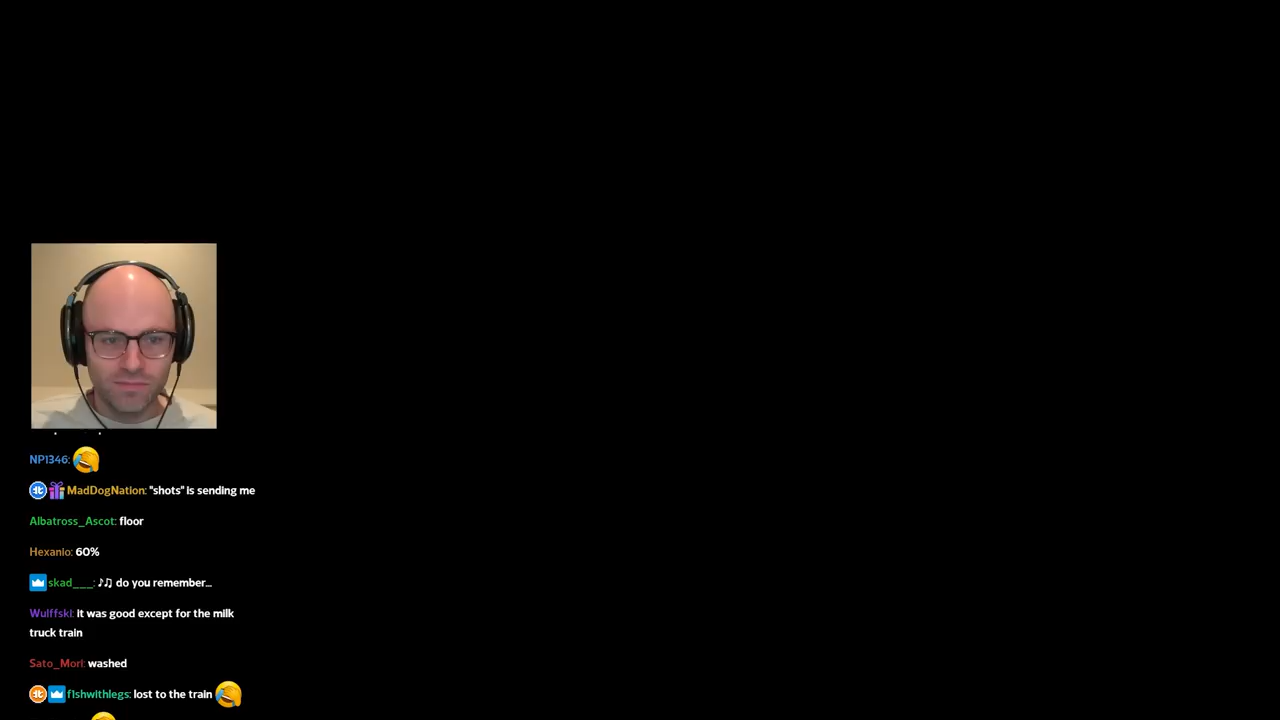 NP1346:
MadDogNation: "shots" is sending me
Albatross_Ascot: floor
Hexanio: 60%
skad___: ♪♫ do you remember...
Wulffski: it was good except for the milk
truck train
Sato_Mori: washed
f1shwithlegs: lost to the train